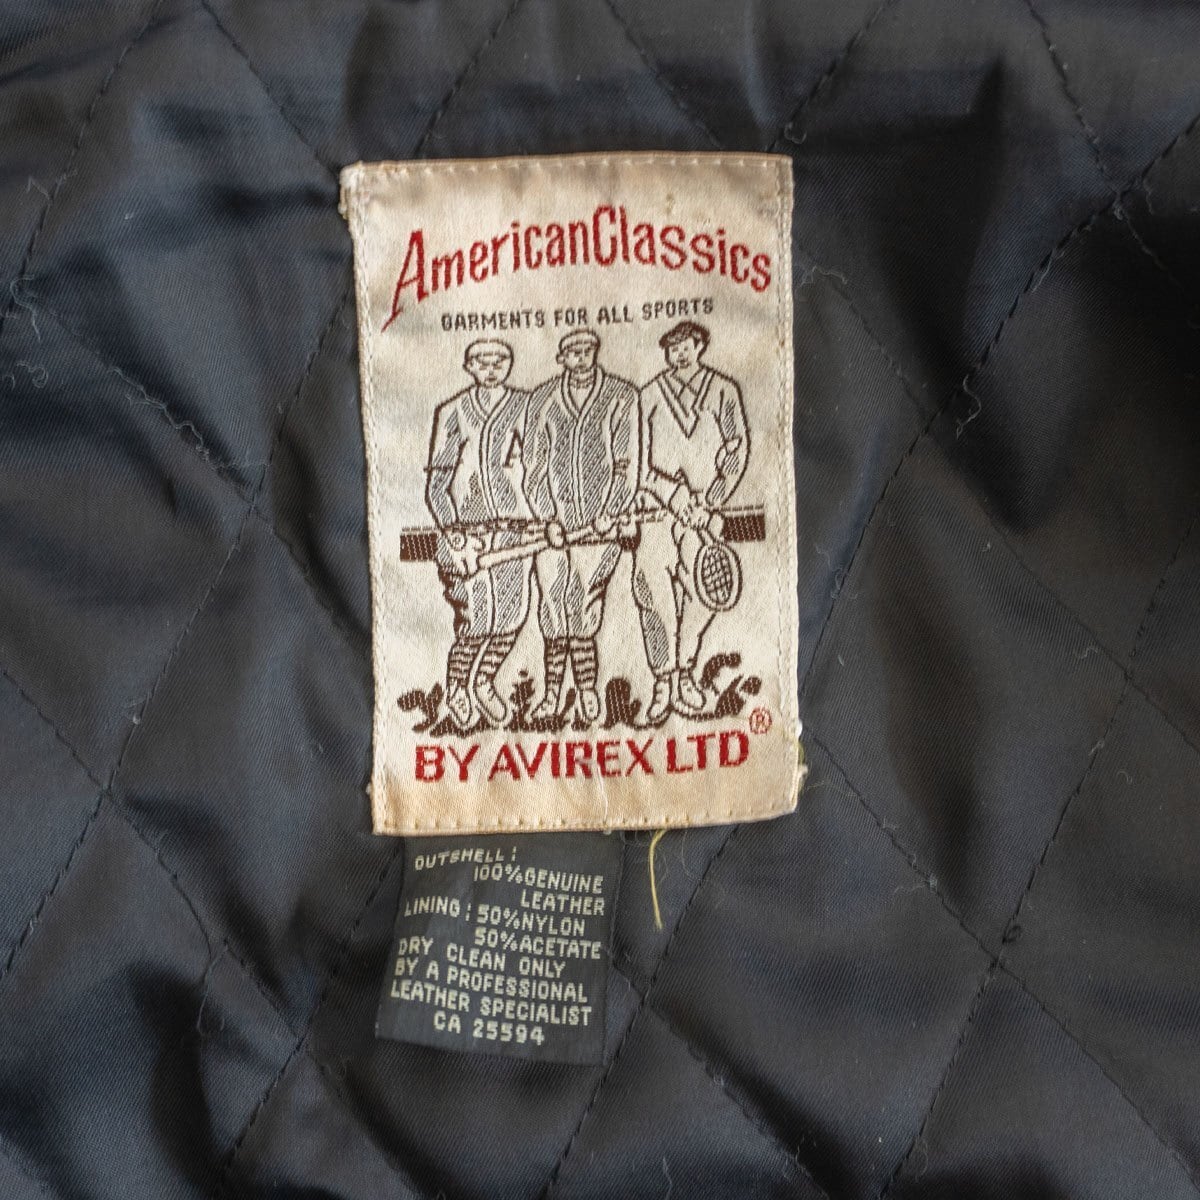 AmericanClassics
GARMENTS FOR ALL SPORTS
A
BY AVIREX LTD®
OUTSHELL:
100% GENUINE
LEATHER
LINING: 50% NYLON
50% ACETATE
DRY CLEAN ONLY
BY A PROFESSIONAL
LEATHER SPECIALIST
CA 25594